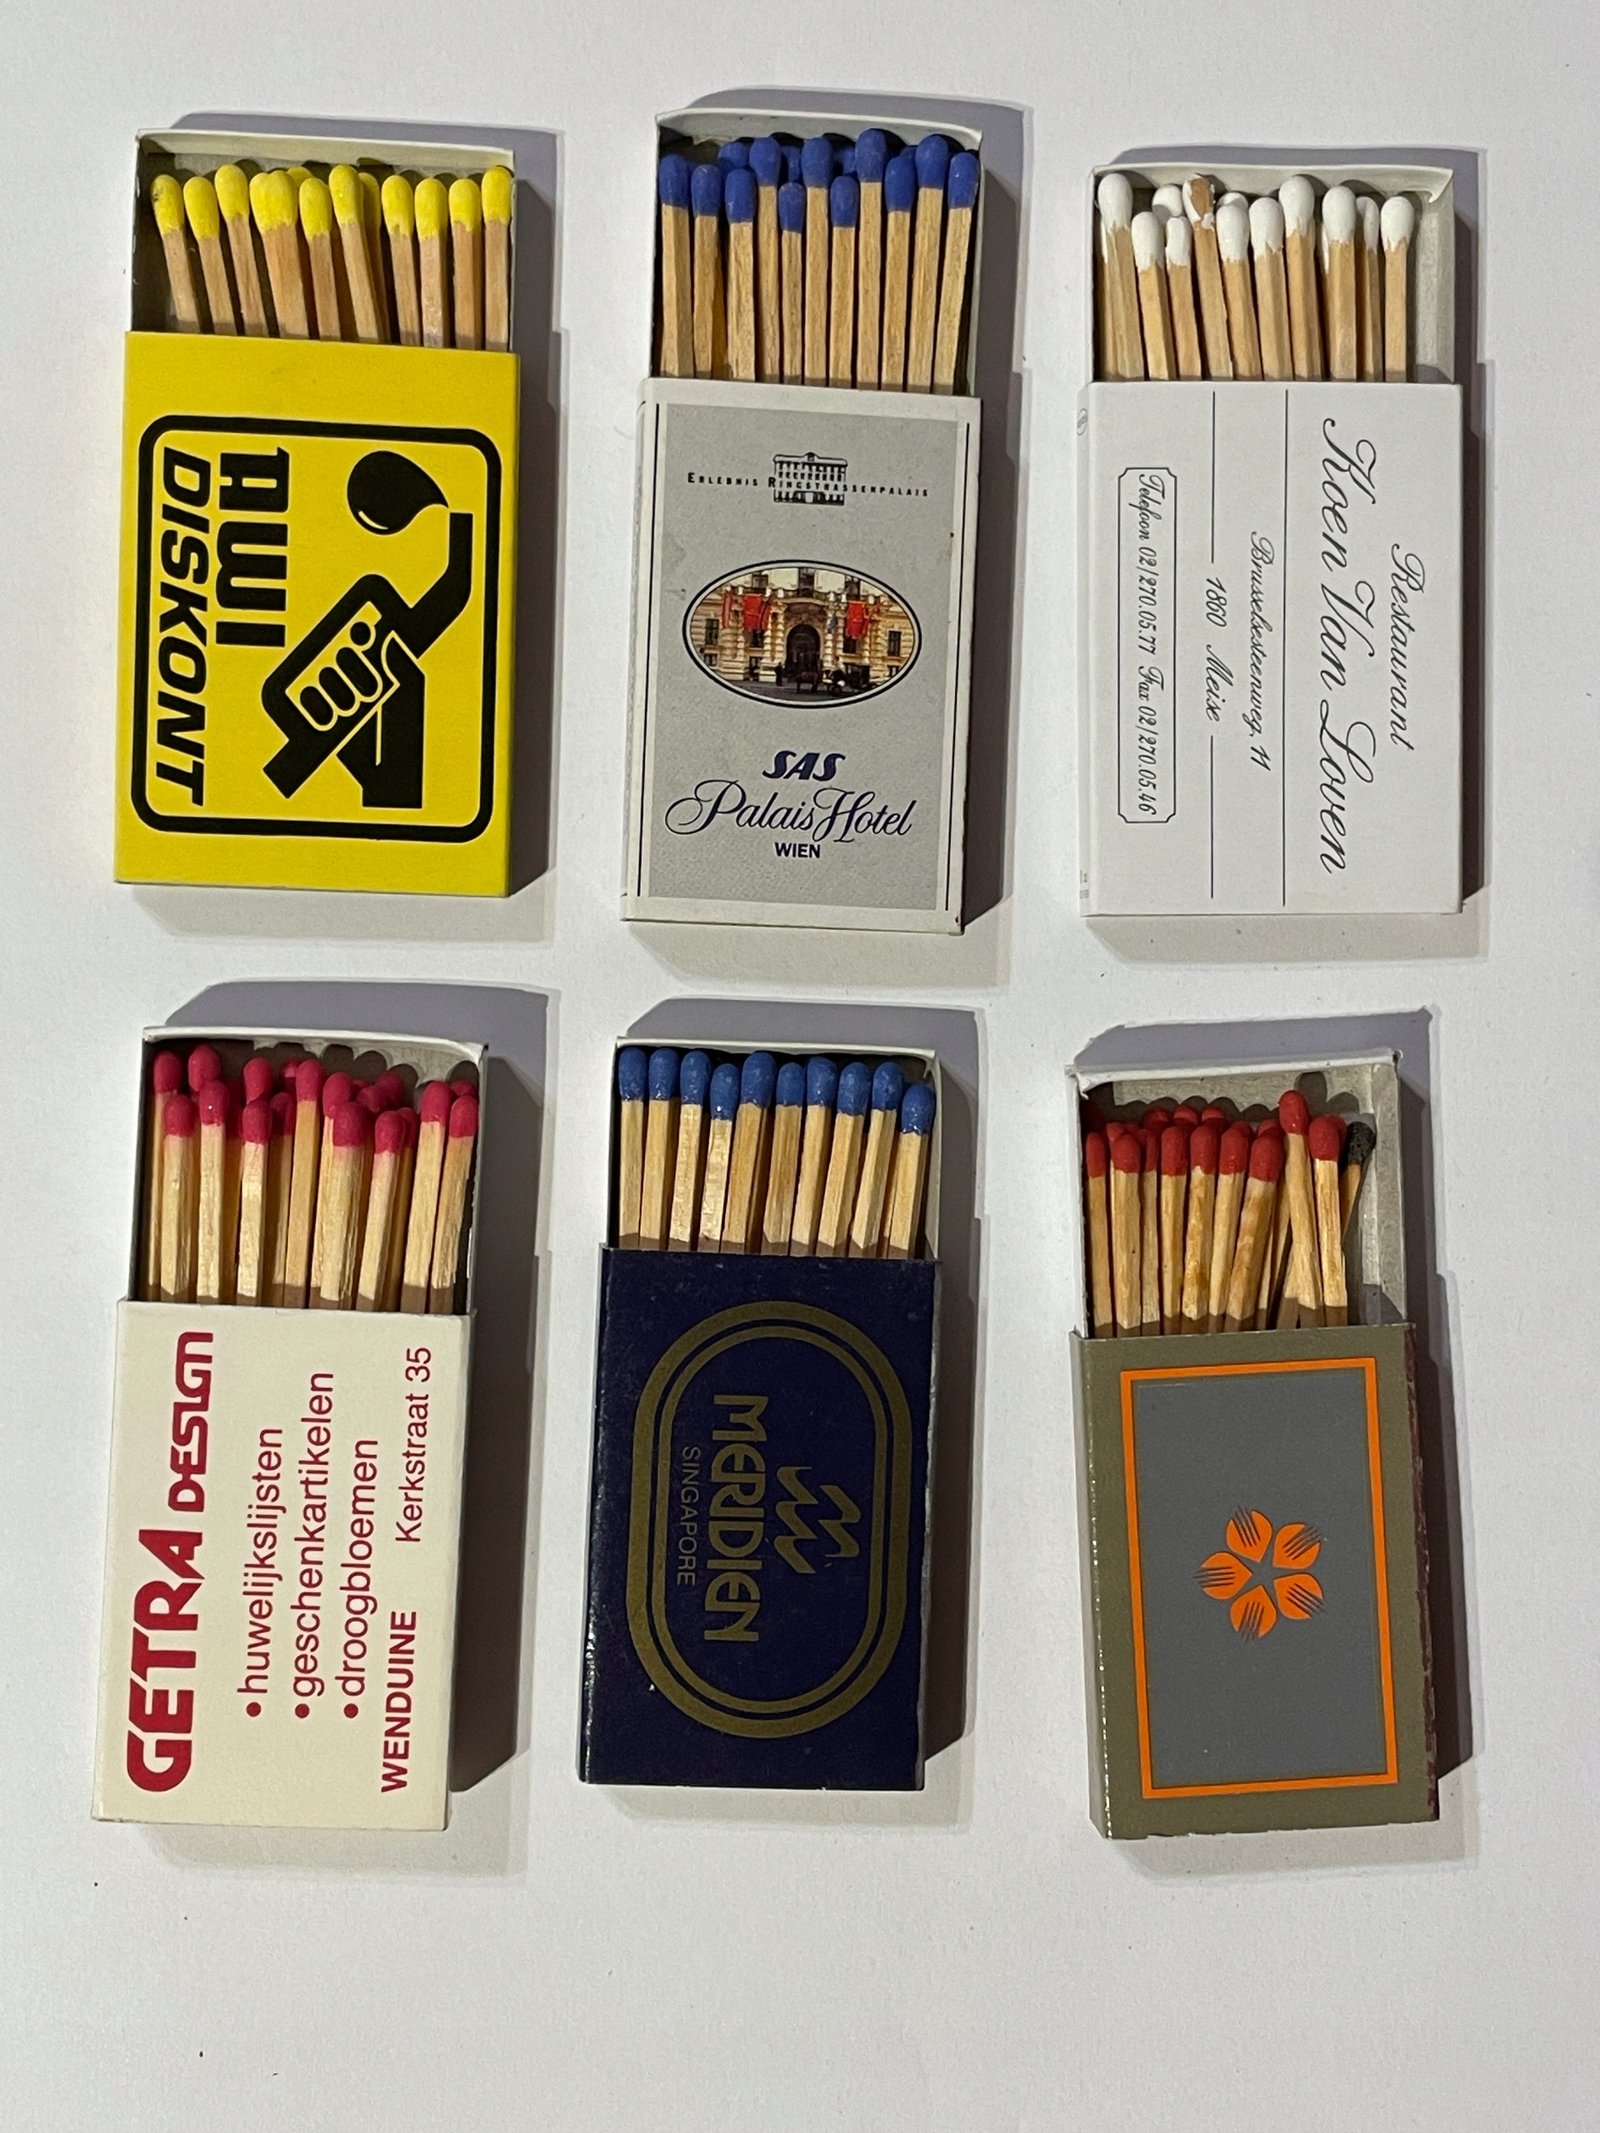 AWI
DISKONT
ERLEBNIS RINGSTRASSENPALAIS
SAS
Palais Hotel
WIEN
Restaurant
Koen Van Loven
Brusselsesteenweg, 11
1860 Meise
Telefoon 02/270.05.77 Fax 02/270.05.46
GETRA DESIGN
•huwelijkslijsten
•geschenkartikelen
•droogbloemen
WENDUINE Kerkstraat 35
MERIDIEN
SINGAPORE